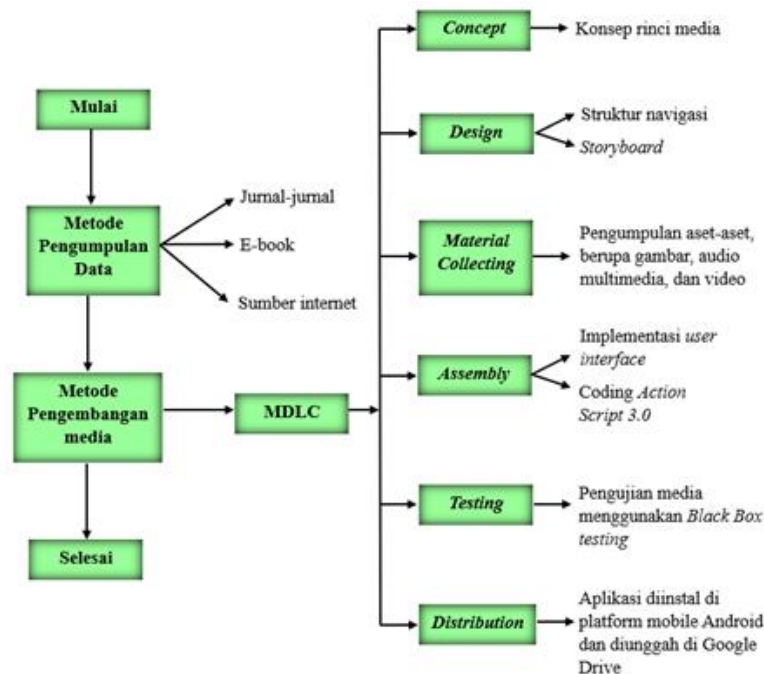 Mulai
Metode
Pengumpulan
Data
Jurnal-jurnal
E-book
Sumber internet
Metode
Pengembangan
media
Selesai
MDLC
Concept
Konsep rinci media
Design
Struktur navigasi
Storyboard
Material
Collecting
Pengumpulan aset-aset,
berupa gambar, audio
multimedia, dan video
Assembly
Implementasi user
interface
Coding Action
Script 3.0
Testing
Pengujian media
menggunakan Black Box
testing
Distribution
Aplikasi diinstal di
platform mobile Android
dan diunggah di Google
Drive